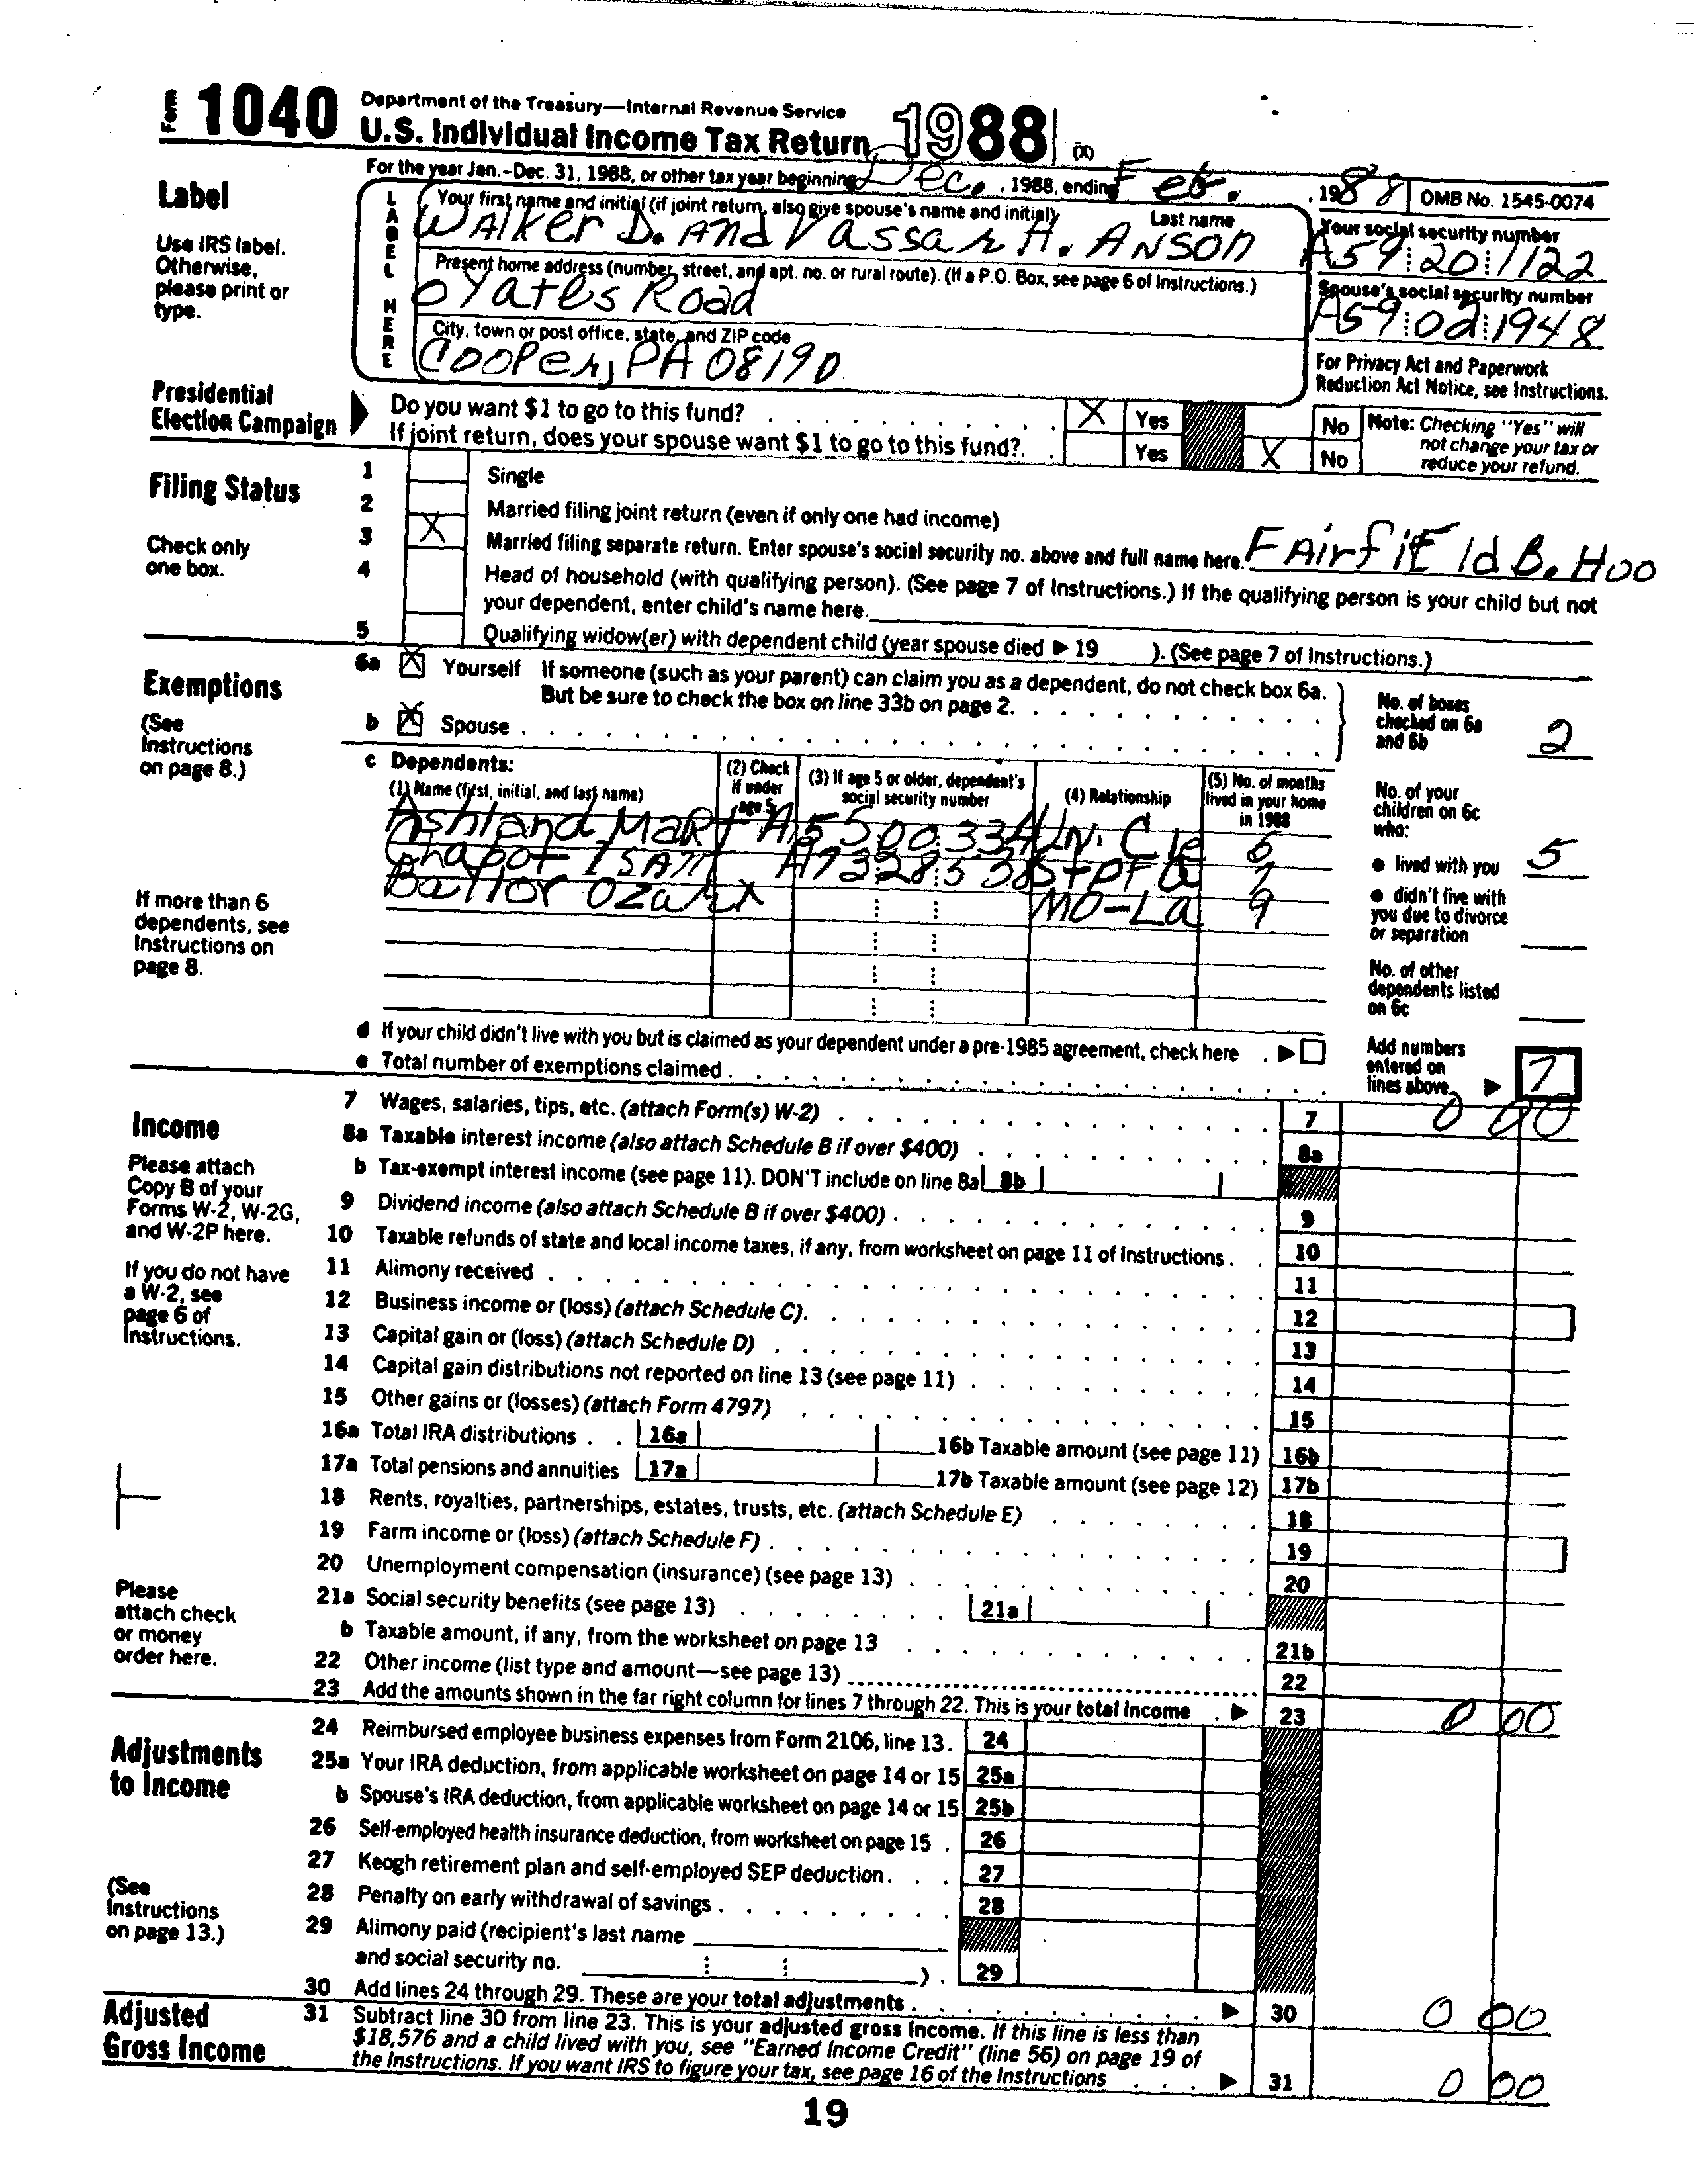 Form 1040 Department of the Treasury—Internal Revenue Service
U.S. Individual Income Tax Return 1988 (X)
For the year Jan.–Dec. 31, 1988, or other tax year beginning Dec. , 1988, ending Feb. , 1988 OMB No. 1545-0074
Label
Use IRS label.
Otherwise,
please print or
type.
LABEL HERE
Your first name and initial (if joint return, also give spouse's name and initial) Last name
Walker D. And Vassar H. Anson
Your social security number
A59 20 1122
Present home address (number, street, and apt. no. or rural route). (If a P.O. Box, see page 6 of Instructions.)
Yates Road
Spouse's social security number
A59 02 1948
City, town or post office, state, and ZIP code
Cooper, PA 08190
For Privacy Act and Paperwork
Reduction Act Notice, see Instructions.
Presidential
Election Campaign
Do you want $1 to go to this fund? X Yes No
If joint return, does your spouse want $1 to go to this fund? Yes X No
Note: Checking "Yes" will
not change your tax or
reduce your refund.
Filing Status
Check only
one box.
1 Single
2 Married filing joint return (even if only one had income)
3 X Married filing separate return. Enter spouse's social security no. above and full name here. FAirfiEld B. Hoo
4 Head of household (with qualifying person). (See page 7 of Instructions.) If the qualifying person is your child but not
your dependent, enter child's name here.
5 Qualifying widow(er) with dependent child (year spouse died ▶ 19 ). (See page 7 of Instructions.)
Exemptions
(See
Instructions
on page 8.)
6a X Yourself If someone (such as your parent) can claim you as a dependent, do not check box 6a.
But be sure to check the box on line 33b on page 2.
b X Spouse
No. of boxes
checked on 6a
and 6b 2
c Dependents:
(1) Name (first, initial, and last name)
(2) Check
if under
age 5
(3) If age 5 or older, dependent's
social security number
(4) Relationship
(5) No. of months
lived in your home
in 1988
Ashland Mart A5 500 334 UN. Cle 6
Chapot
Baylor Ozark X MO-La 9
If more than 6
dependents, see
Instructions on
page 8.
No. of your
children on 6c
who:
● lived with you 5
● didn't live with
you due to divorce
or separation
No. of other
dependents listed
on 6c
d If your child didn't live with you but is claimed as your dependent under a pre-1985 agreement, check here ▶
e Total number of exemptions claimed
Add numbers
entered on
lines above ▶ 7
Income
Please attach
Copy B of your
Forms W-2, W-2G,
and W-2P here.
If you do not have
a W-2, see
page 6 of
Instructions.
Please
attach check
or money
order here.
7 Wages, salaries, tips, etc. (attach Form(s) W-2) 7 0 00
8a Taxable interest income (also attach Schedule B if over $400) 8a
b Tax-exempt interest income (see page 11). DON'T include on line 8a 8b
9 Dividend income (also attach Schedule B if over $400) 9
10 Taxable refunds of state and local income taxes, if any, from worksheet on page 11 of Instructions 10
11 Alimony received 11
12 Business income or (loss) (attach Schedule C) 12
13 Capital gain or (loss) (attach Schedule D) 13
14 Capital gain distributions not reported on line 13 (see page 11) 14
15 Other gains or (losses) (attach Form 4797) 15
16a Total IRA distributions 16a 16b Taxable amount (see page 11) 16b
17a Total pensions and annuities 17a 17b Taxable amount (see page 12) 17b
18 Rents, royalties, partnerships, estates, trusts, etc. (attach Schedule E) 18
19 Farm income or (loss) (attach Schedule F) 19
20 Unemployment compensation (insurance) (see page 13) 20
21a Social security benefits (see page 13) 21a
b Taxable amount, if any, from the worksheet on page 13 21b
22 Other income (list type and amount—see page 13) 22
23 Add the amounts shown in the far right column for lines 7 through 22. This is your total income ▶ 23 0 00
Adjustments
to Income
(See
Instructions
on page 13.)
24 Reimbursed employee business expenses from Form 2106, line 13. 24
25a Your IRA deduction, from applicable worksheet on page 14 or 15 25a
b Spouse's IRA deduction, from applicable worksheet on page 14 or 15 25b
26 Self-employed health insurance deduction, from worksheet on page 15 26
27 Keogh retirement plan and self-employed SEP deduction 27
28 Penalty on early withdrawal of savings 28
29 Alimony paid (recipient's last name
and social security no. ) 29
30 Add lines 24 through 29. These are your total adjustments ▶ 30 0 00
Adjusted
Gross Income
31 Subtract line 30 from line 23. This is your adjusted gross income. If this line is less than
$18,576 and a child lived with you, see "Earned Income Credit" (line 56) on page 19 of
the Instructions. If you want IRS to figure your tax, see page 16 of the Instructions ▶ 31 0 00
19